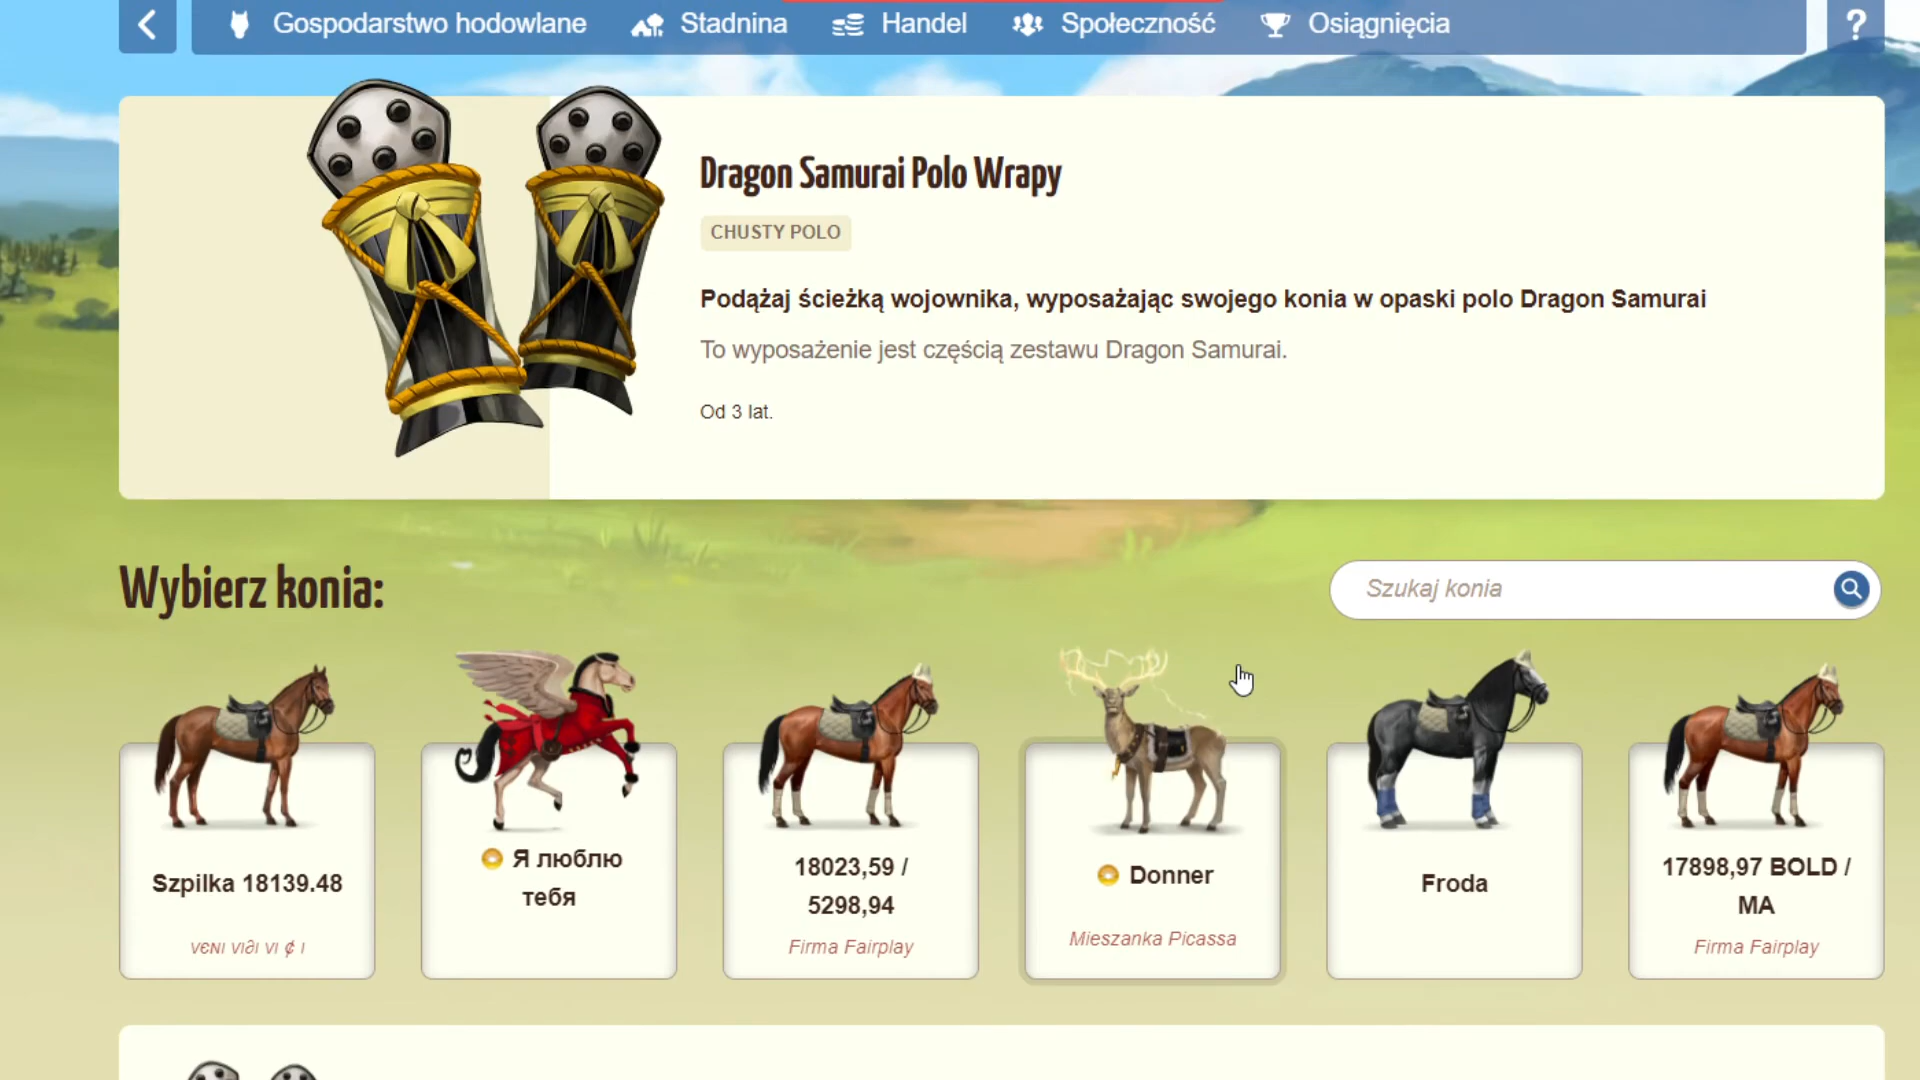 Gospodarstwo hodowlane Stadnina Handel Społeczność Osiągnięcia ?
Dragon Samurai Polo Wrapy
CHUSTY POLO
Podążaj ścieżką wojownika, wyposażając swojego konia w opaski polo Dragon Samurai
To wyposażenie jest częścią zestawu Dragon Samurai.
Od 3 lat.
Wybierz konia:
Szukaj konia
Szpilka 18139.48
νєηι νι∂ι νι ¢ ι
Я люблю
тебя
18023,59 /
5298,94
Firma Fairplay
Donner
Mieszanka Picassa
Froda
17898,97 BOLD /
MA
Firma Fairplay